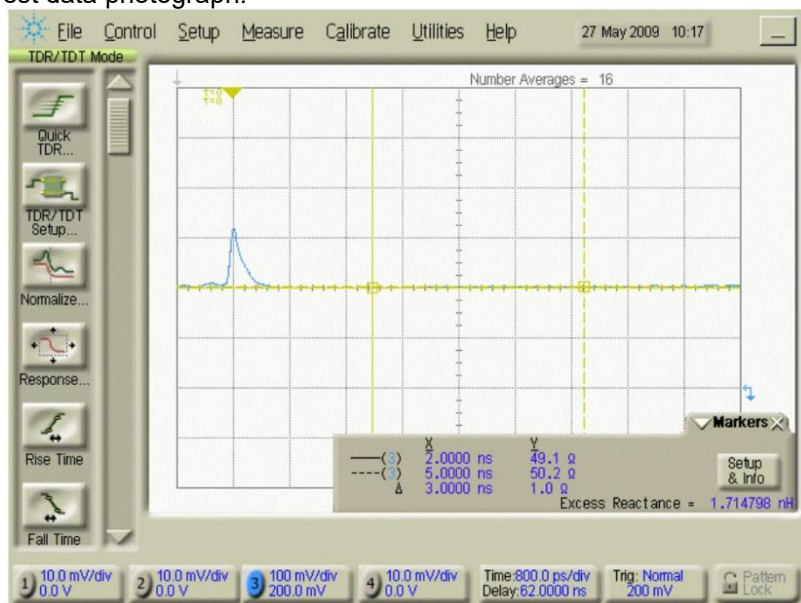 est data photograph.
File Control Setup Measure Calibrate Utilities Help 27 May 2009 10:17
TDR/TDT Mode
Number Averages = 16
t=0
t=0
Quick
TDR...
TDR/TDT
Setup...
Normalize...
Response...
Rise Time
Fall Time
Markers
X Y
(3) 2.0000 ns 49.1 Ω
(3) 5.0000 ns 50.2 Ω
Δ 3.0000 ns 1.0 Ω
Setup
& Info
Excess Reactance = 1.714798 nH
1) 10.0 mV/div
0.0 V
2) 10.0 mV/div
0.0 V
3) 100 mV/div
200.0 mV
4) 10.0 mV/div
0.0 V
Time:800.0 ps/div
Delay:62.0000 ns
Trig: Normal
200 mV
Pattern
Lock